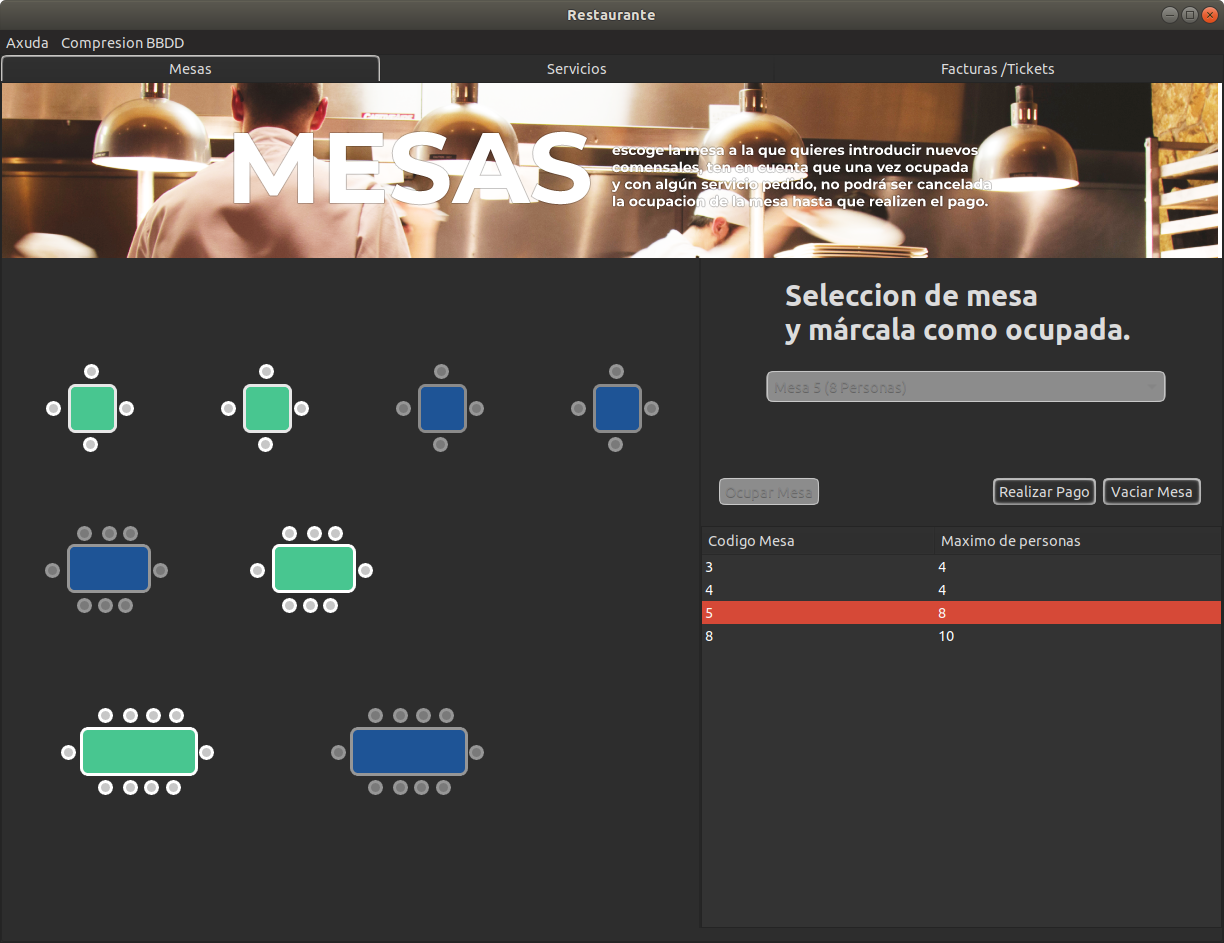 Restaurante
Axuda Compresion BBDD
Mesas Servicios Facturas /Tickets
MESAS
escoge la mesa a la que quieres introducir nuevos
comensales, ten en cuenta que una vez ocupada
y con algún servicio pedido, no podrá ser cancelada
la ocupacion de la mesa hasta que realizen el pago.
Seleccion de mesa
y márcala como ocupada.
Mesa 5 (8 Personas)
Ocupar Mesa Realizar Pago Vaciar Mesa
Codigo Mesa Maximo de personas
3 4
4 4
5 8
8 10